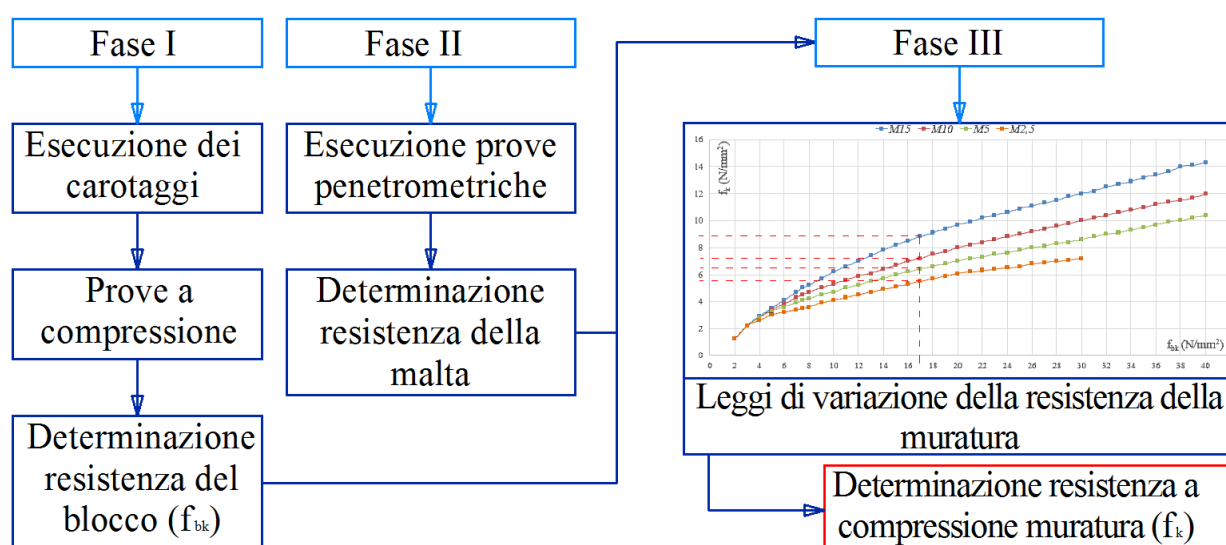 Fase I
Esecuzione dei
carotaggi
Prove a
compressione
Determinazione
resistenza del
blocco (fbk)
Fase II
Esecuzione prove
penetrometriche
Determinazione
resistenza della
malta
Fase III
M15 M10 M5 M2,5
fk (N/mm²)
16
14
12
10
8
6
4
2
0
fbk (N/mm²)
0 2 4 6 8 10 12 14 16 18 20 22 24 26 28 30 32 34 36 38 40
Leggi di variazione della resistenza della
muratura
Determinazione resistenza a
compressione muratura (fk)